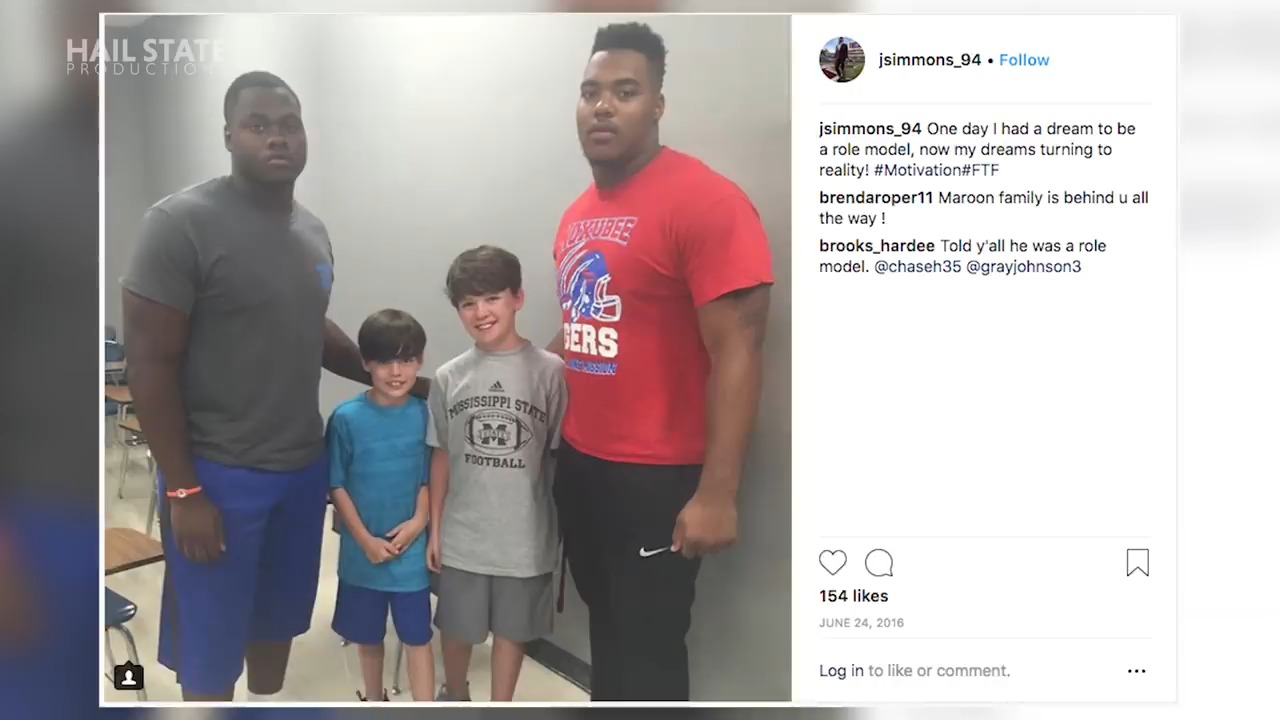 HAIL STATE
PRODUCTIONS
jsimmons_94 • Follow
jsimmons_94 One day I had a dream to be
a role model, now my dreams turning to
reality! #Motivation#FTF
brendaroper11 Maroon family is behind u all
the way !
brooks_hardee Told y'all he was a role
model. @chaseh35 @grayjohnson3
MISSISSIPPI STATE
M
STATE
FOOTBALL
154 likes
JUNE 24, 2016
Log in to like or comment.